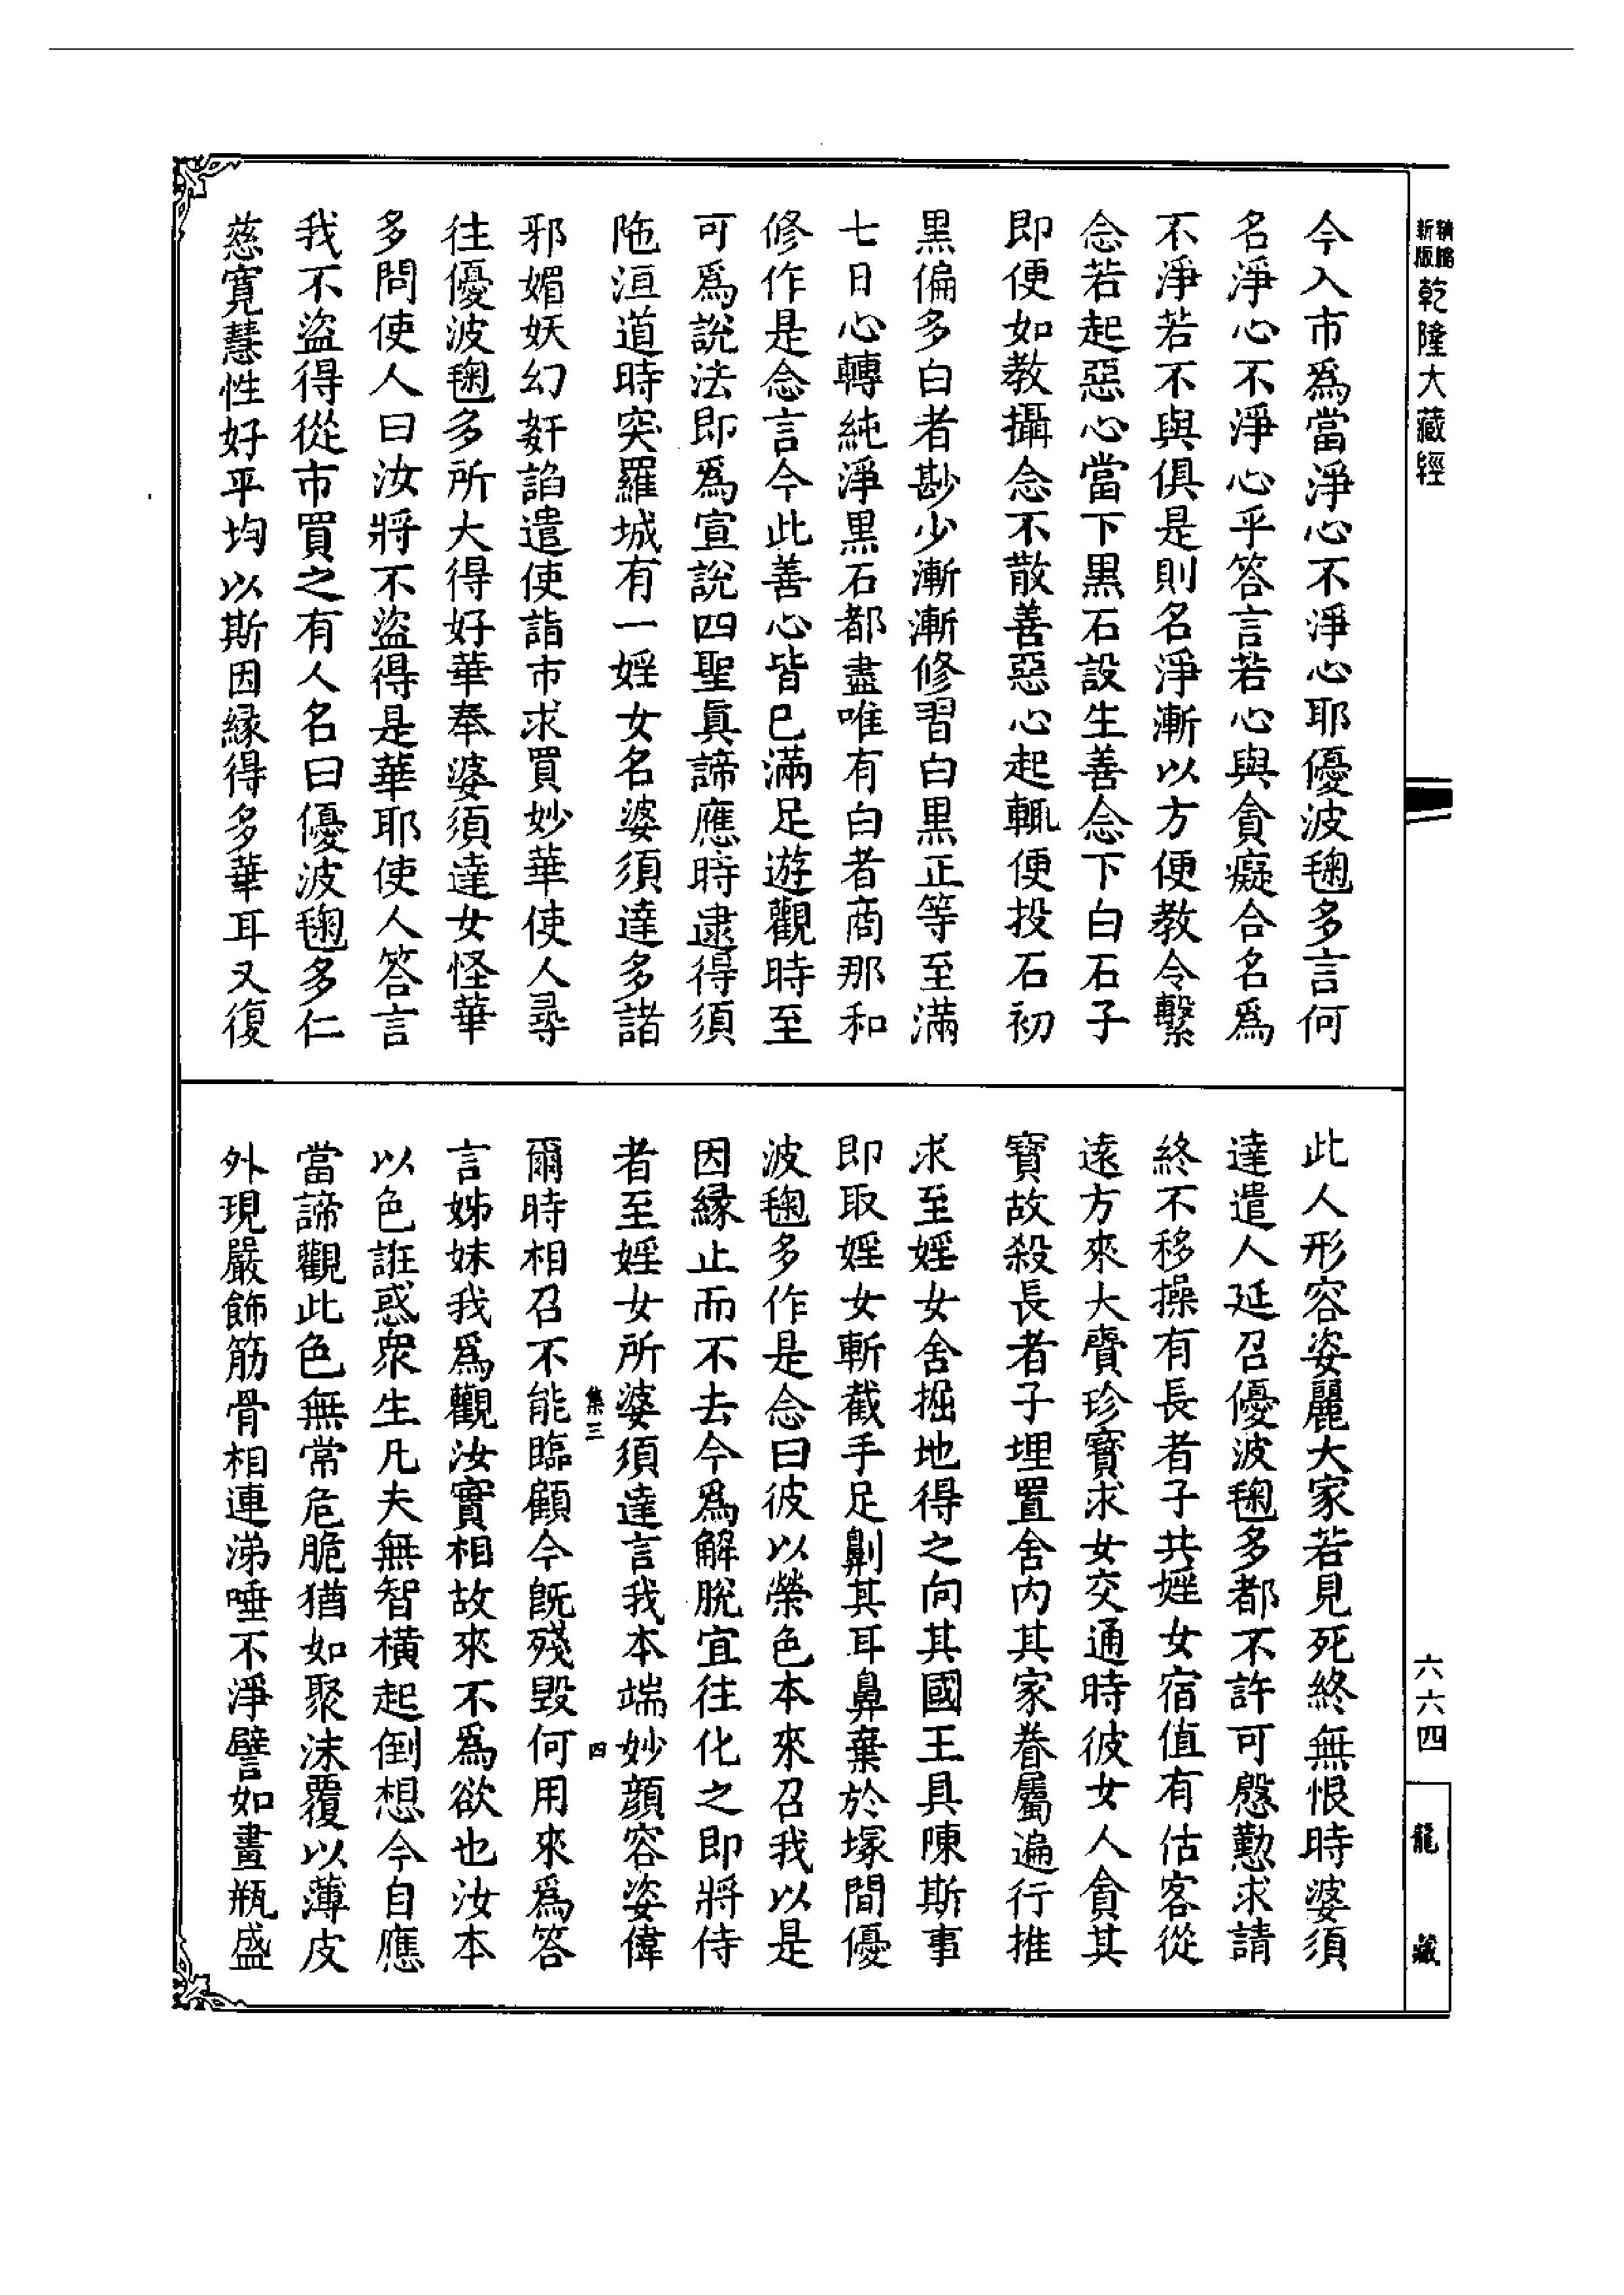 新版
乾隆大藏經
六六四
龍藏
今入市爲當淨心不淨心耶優波毱多言何
名淨心不淨心乎答言若心與貪癡合名爲
不淨若不與俱是則名淨漸以方便教令繫
念若起惡心當下黑石設生善念下白石子
即便如教攝念不散善惡心起輒便投石初
黑偏多白者尠少漸漸修習白黑正等至滿
七日心轉純淨黑石都盡唯有白者商那和
修作是念言今此善心皆已滿足遊觀時至
可爲說法即爲宣說四聖眞諦應時逮得須
陁洹道時突羅城有一婬女名婆須達多諸
邪媚妖幻姧諂遣使詣市求買妙華使人尋
往優波毱多所大得好華奉婆須達女怪華
多問使人曰汝將不盜得是華耶使人答言
我不盜得從市買之有人名曰優波毱多仁
慈寬慧性好平均以斯因緣得多華耳又復
此人形容姿麗大家若見死終無恨時婆須
達遣人延召優波毱多都不許可慇懃求請
終不移操有長者子共婬女宿值有估客從
遠方來大賷珍寶求女交通時彼女人貪其
寶故殺長者子埋置舍内其家眷屬遍行推
求至婬女舍掘地得之向其國王具陳斯事
即取婬女斬截手足劓其耳鼻棄於塚間優
波毱多作是念曰彼以榮色本來召我以是
因緣止而不去今爲解脫宜往化之即將侍
者至婬女所婆須達言我本端妙顏容姿偉
集三
四
爾時相召不能臨顧今既殘毀何用來爲答
言姊妹我爲觀汝實相故來不爲欲也汝本
以色誑惑衆生凡夫無智橫起倒想今自應
當諦觀此色無常危脆猶如聚沫覆以薄皮
外現嚴飾筋骨相連涕唾不淨譬如畫瓶盛